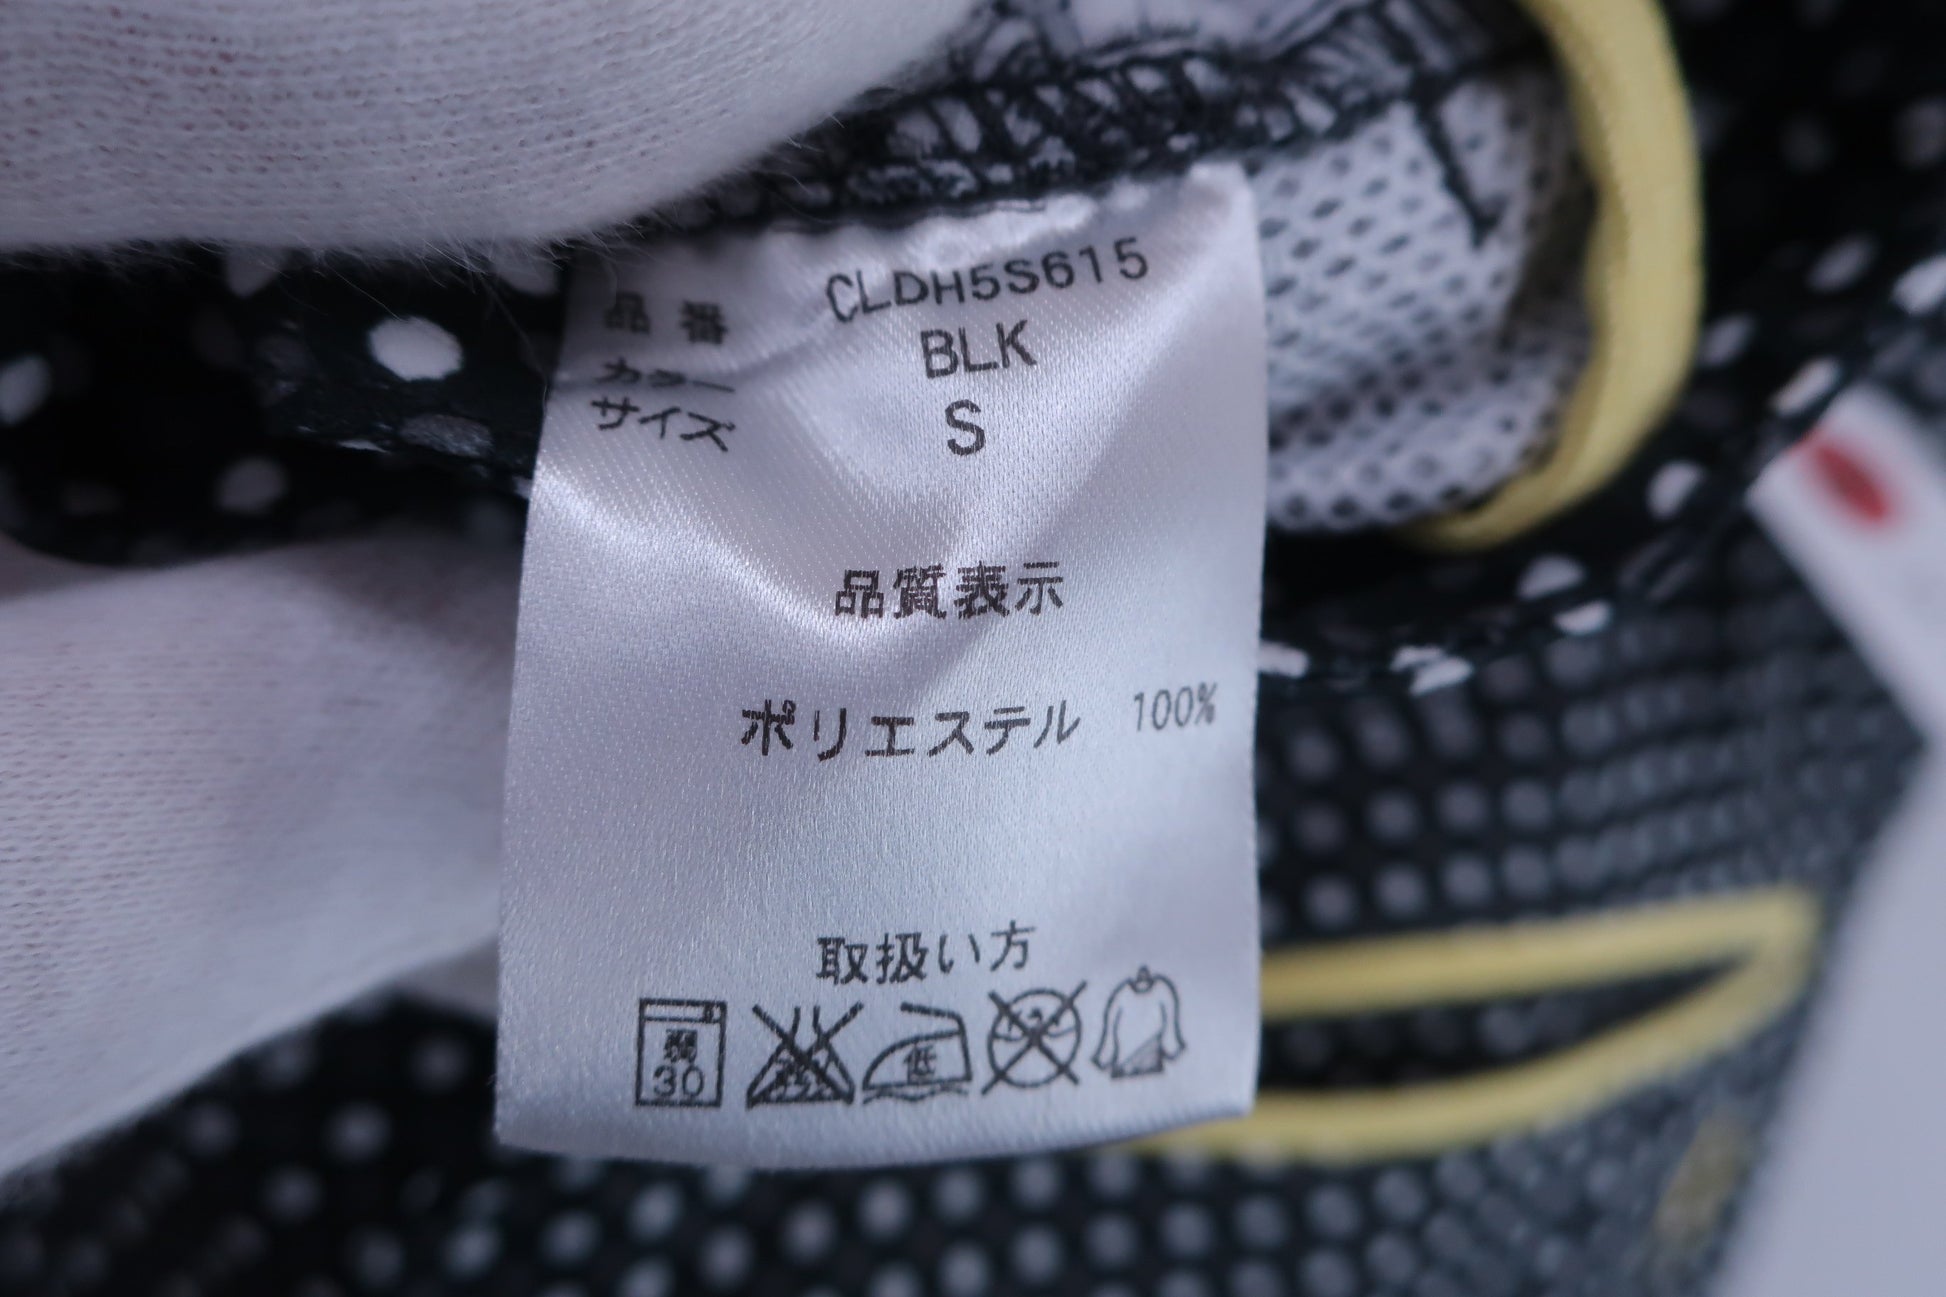 品番 CLDH5S615
カラー BLK
サイズ S
品質表示
ポリエステル 100%
取扱い方
弱 30 低